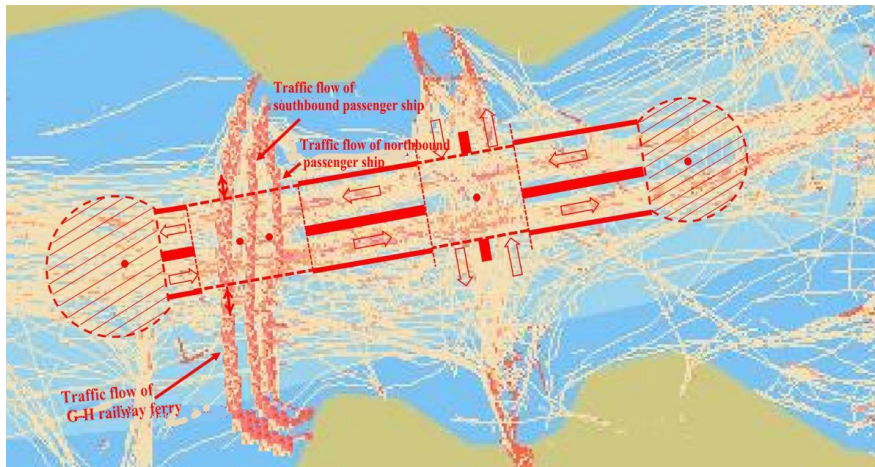 Traffic flow of
southbound passenger ship
Traffic flow of northbound
passenger ship
Traffic flow of
G-H railway ferry